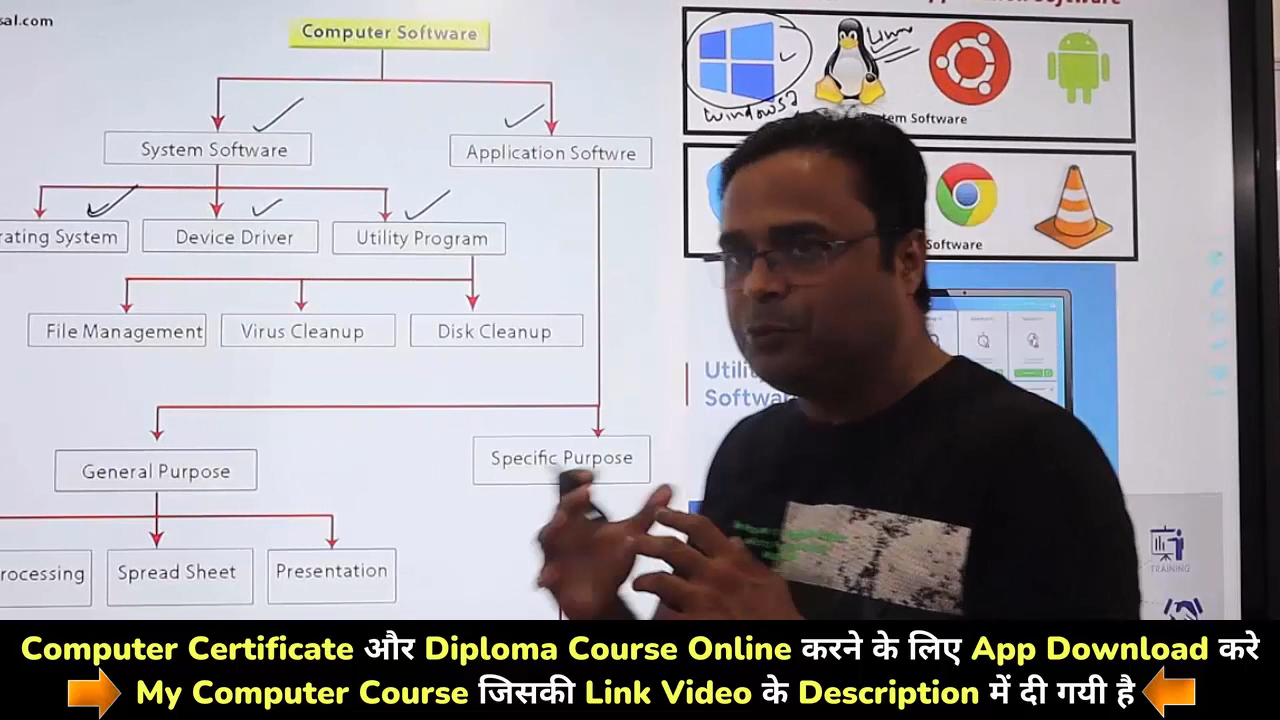 sal.com
Computer Software
System Software
Application Softwre
rating System
Device Driver
Utility Program
File Management
Virus Cleanup
Disk Cleanup
General Purpose
Specific Purpose
rocessing
Spread Sheet
Presentation
Linux
Windows
System Software
Software
Utility
Software
TRAINING
Computer Certificate और Diploma Course Online करने के लिए App Download करे
My Computer Course जिसकी Link Video के Description में दी गयी है